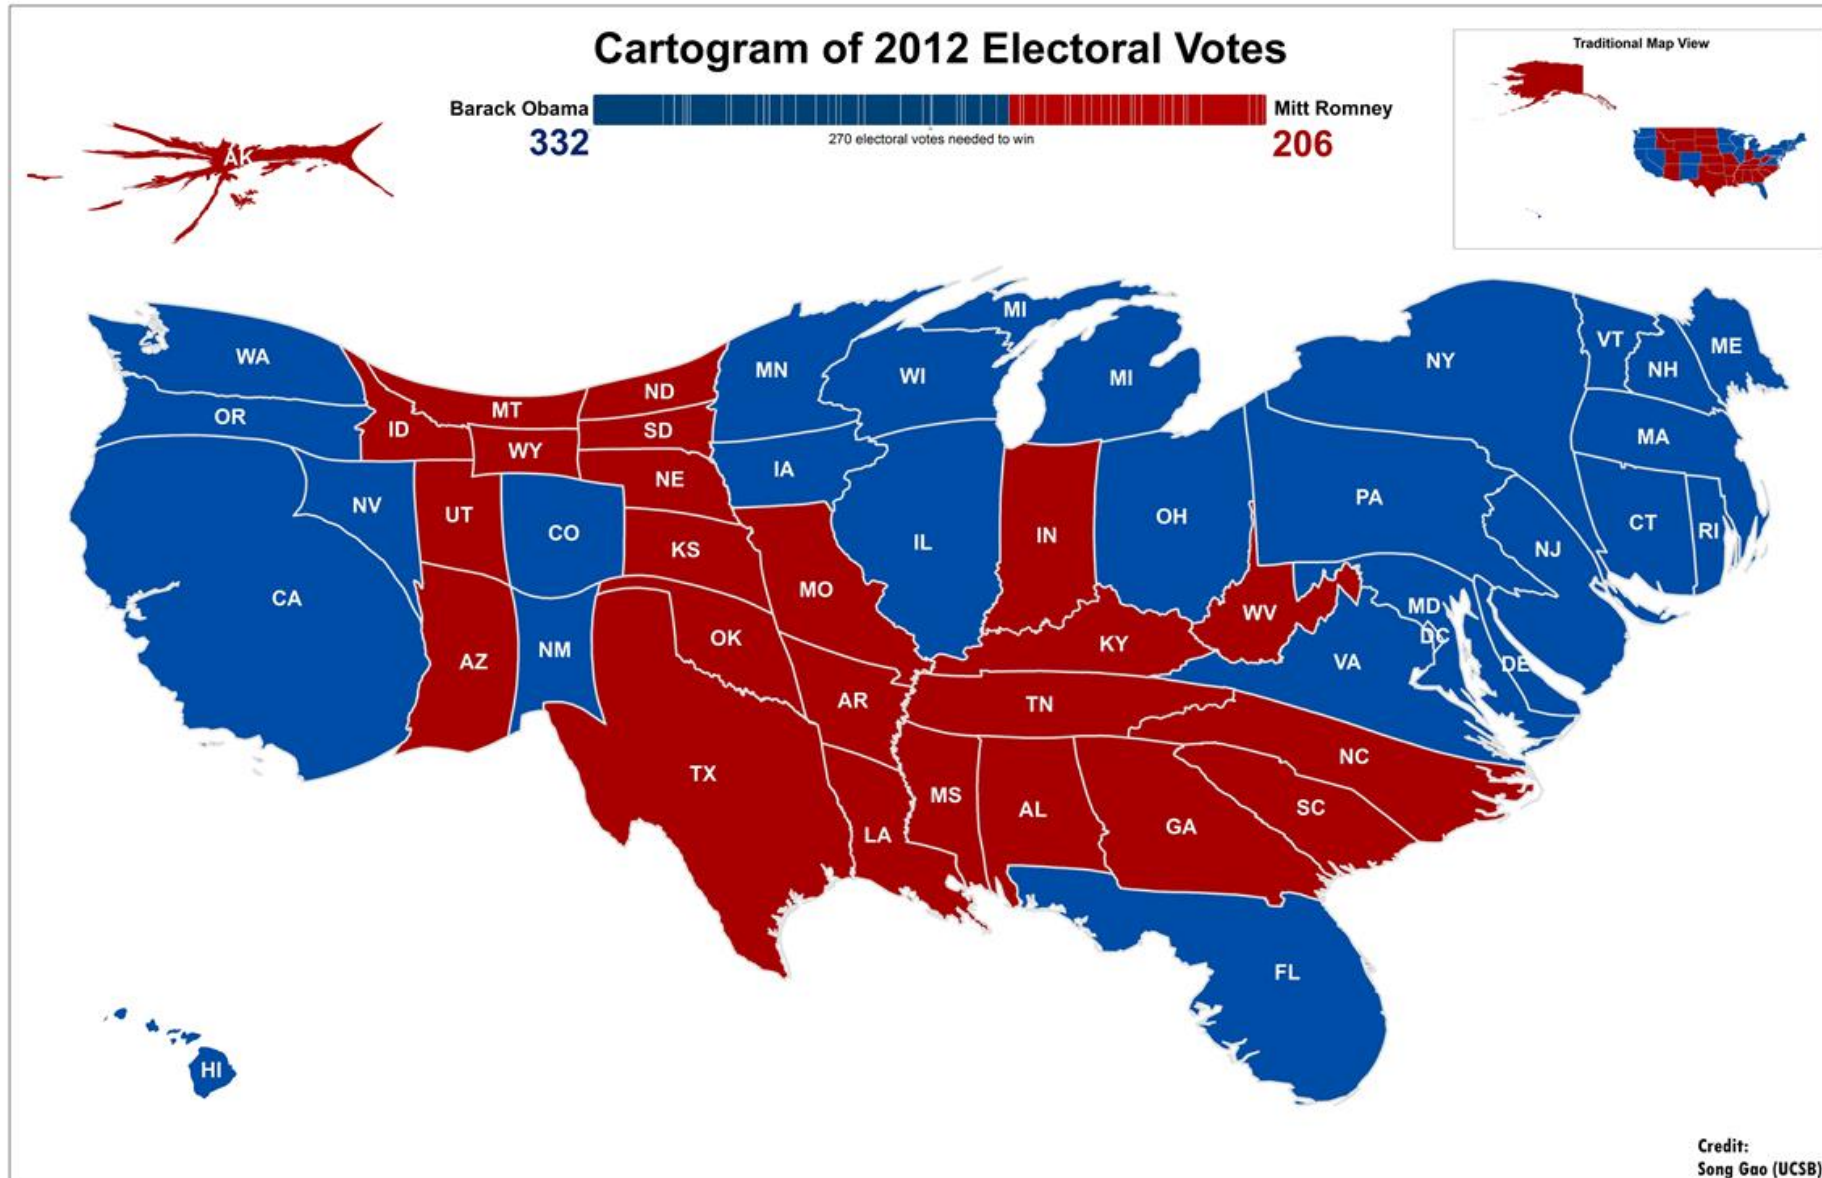 Cartogram of 2012 Electoral Votes
Traditional Map View
Barack Obama
Mitt Romney
332
270 electoral votes needed to win
206
AK
MI
WA
MN
WI
MI
NY
VT
NH
ME
OR
ID
MT
ND
SD
WY
NE
IA
MA
NV
UT
CO
KS
MO
IL
IN
OH
PA
NJ
CT
RI
CA
AZ
NM
OK
AR
KY
WV
VA
MD
DC
DE
TN
NC
TX
LA
MS
AL
GA
SC
FL
HI
Credit:
Song Gao (UCSB)